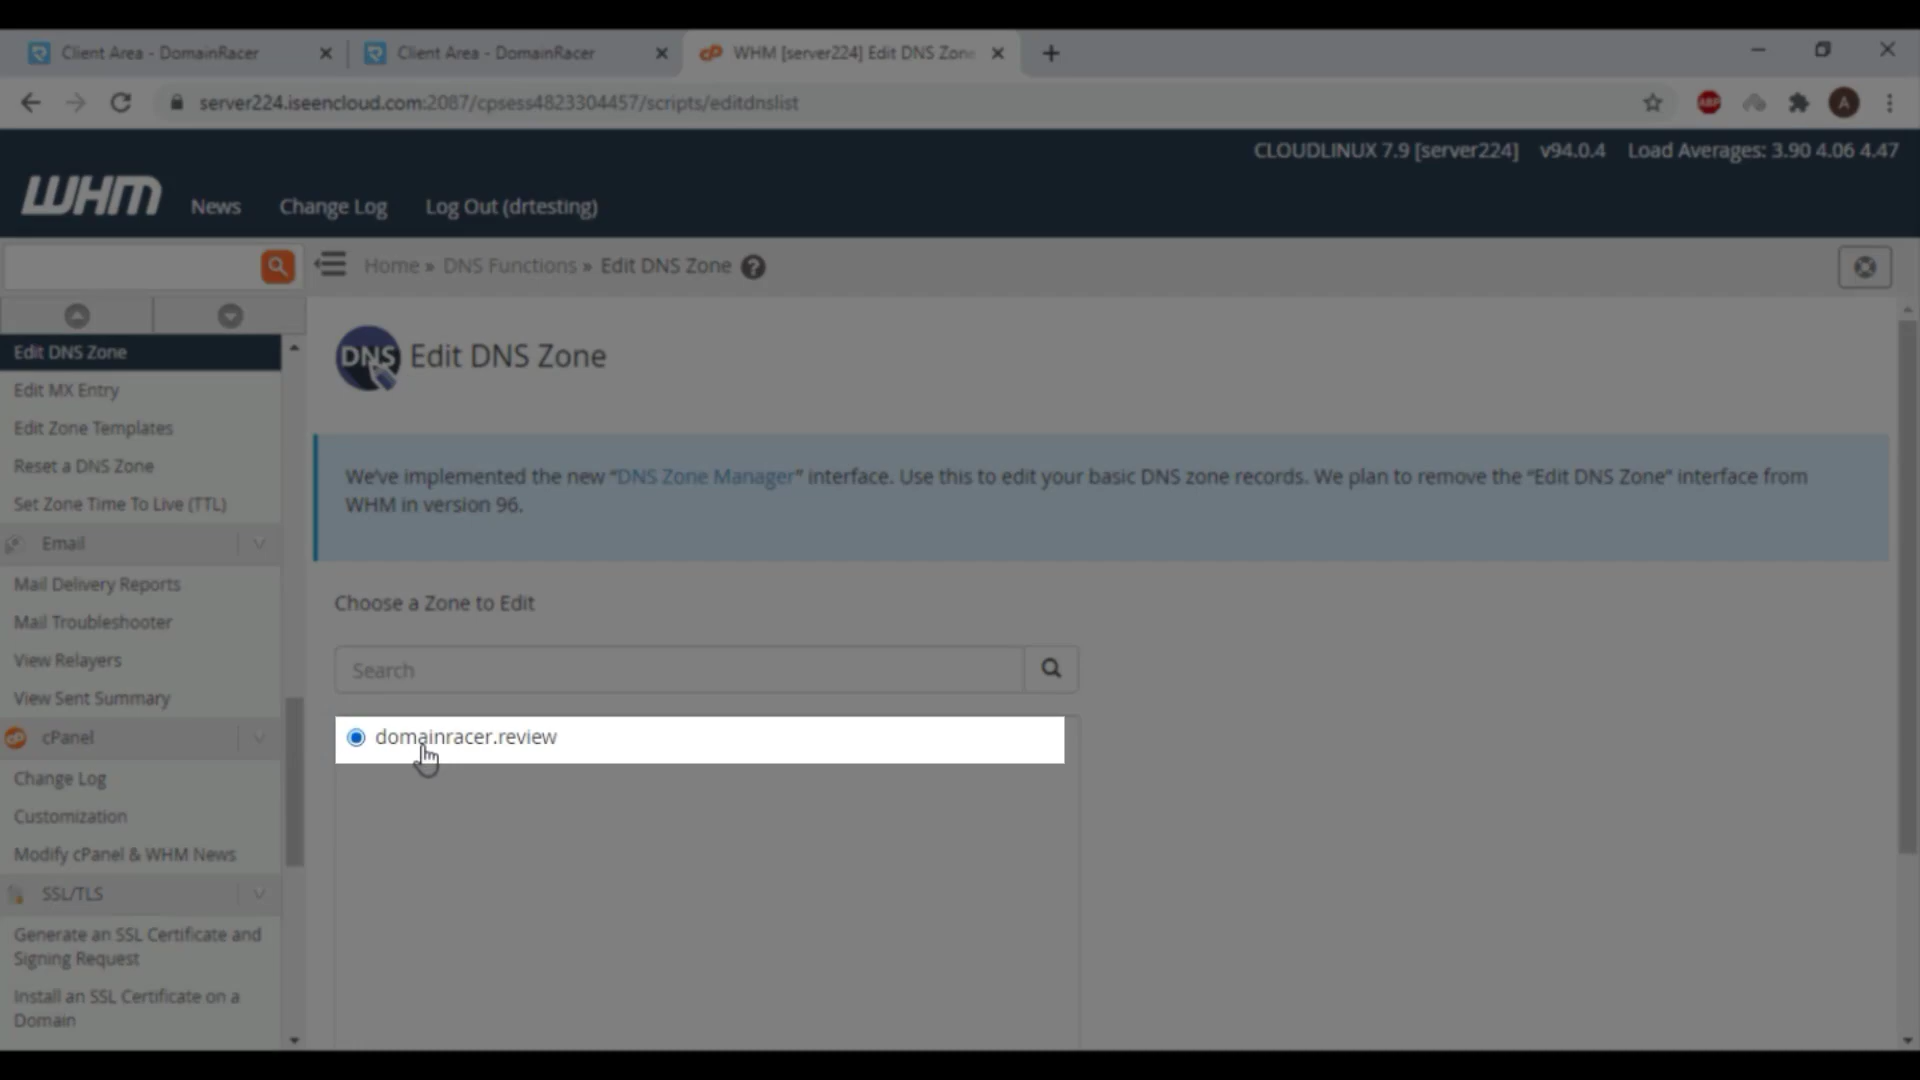 Client Area - DomainRacer
Client Area - DomainRacer
WHM [server224] Edit DNS Zone
server224.iseencloud.com:2087/cpsess4823304457/scripts/editdnslist
ABP
A
CLOUDLINUX 7.9 [server224] v94.0.4 Load Averages: 3.90 4.06 4.47
WHM News Change Log Log Out (drtesting)
Home » DNS Functions » Edit DNS Zone ?
Edit DNS Zone
Edit MX Entry
Edit Zone Templates
Reset a DNS Zone
Set Zone Time To Live (TTL)
Email
Mail Delivery Reports
Mail Troubleshooter
View Relayers
View Sent Summary
cPanel
Change Log
Customization
Modify cPanel & WHM News
SSL/TLS
Generate an SSL Certificate and
Signing Request
Install an SSL Certificate on a
Domain
DNS Edit DNS Zone
We've implemented the new “DNS Zone Manager” interface. Use this to edit your basic DNS zone records. We plan to remove the “Edit DNS Zone” interface from
WHM in version 96.
Choose a Zone to Edit
Search
domainracer.review